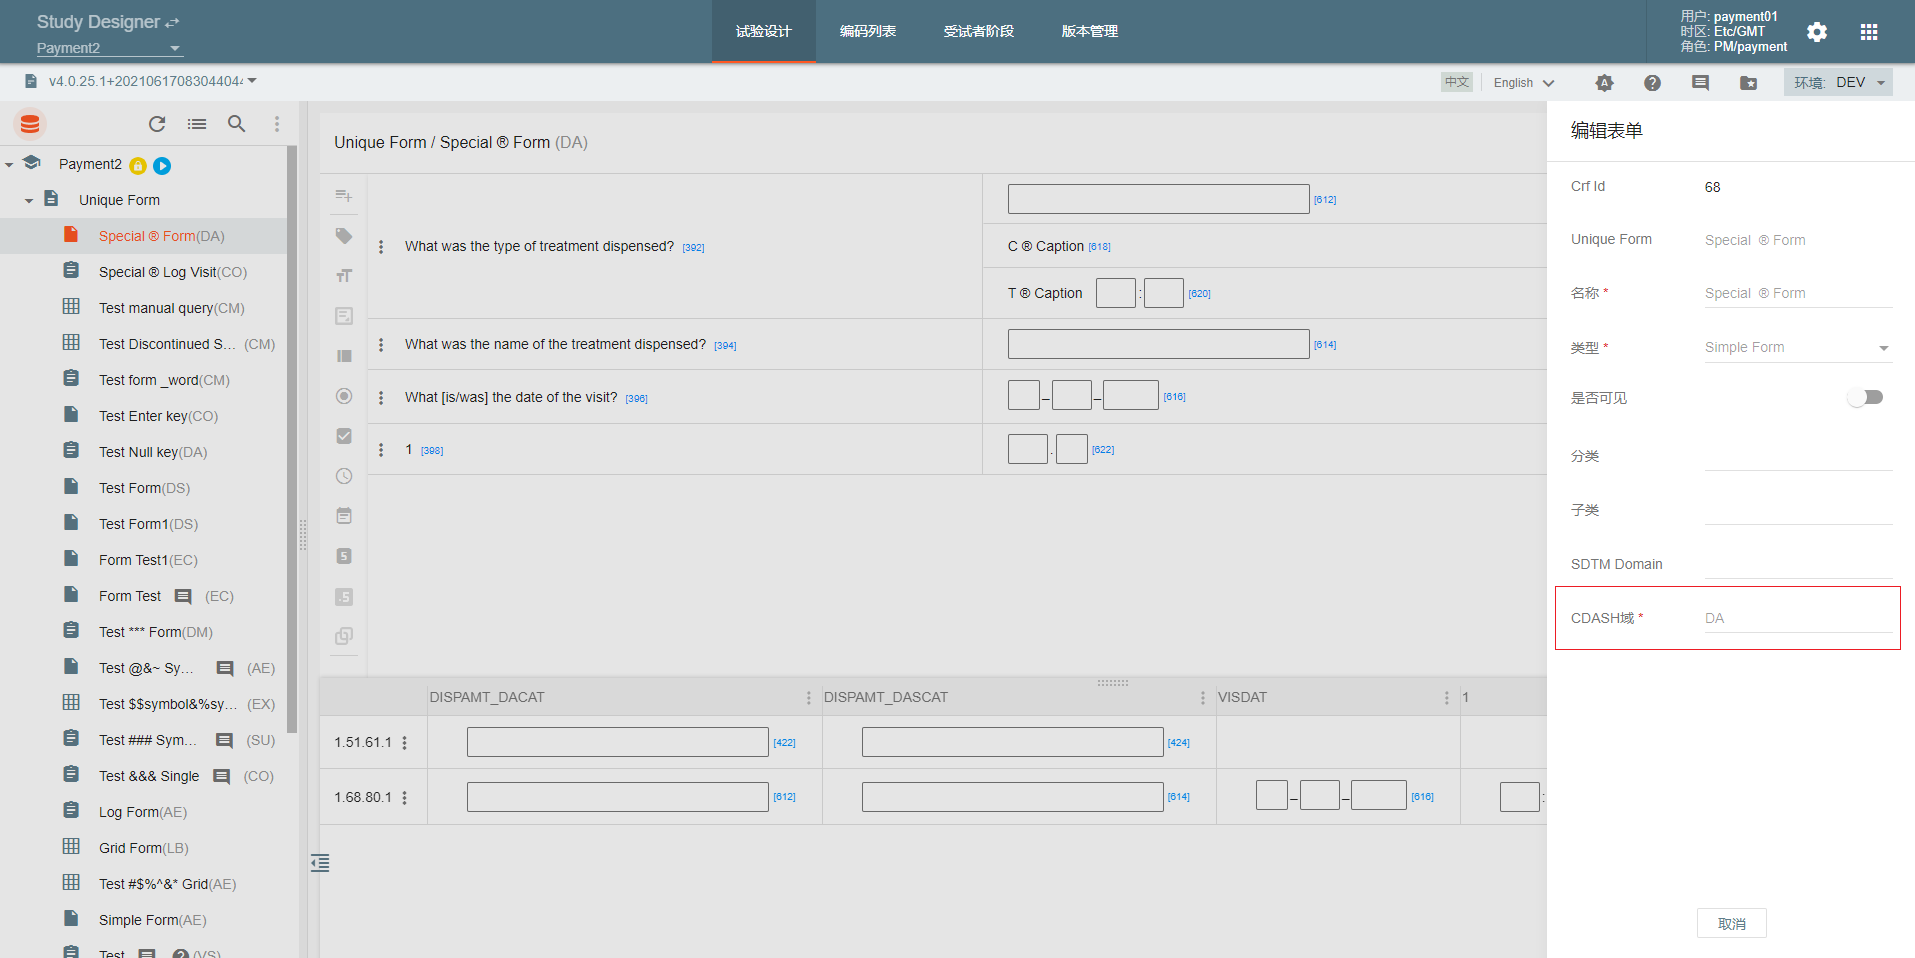 Study Designer
Payment2
试验设计
编码列表
受试者阶段
版本管理
用户: payment01
时区: Etc/GMT
角色: PM/payment
v4.0.25.1+2021061708304404
中文
English
环境: DEV
Payment2
Unique Form
Special ® Form(DA)
Special ® Log Visit(CO)
Test manual query(CM)
Test Discontinued S... (CM)
Test form _word(CM)
Test Enter key(CO)
Test Null key(DA)
Test Form(DS)
Test Form1(DS)
Form Test1(EC)
Form Test (EC)
Test *** Form(DM)
Test @&~ Sy... (AE)
Test $$symbol&%sy... (EX)
Test ### Sym... (SU)
Test &&& Single (CO)
Log Form(AE)
Grid Form(LB)
Test #$%^&* Grid(AE)
Simple Form(AE)
Test (VS)
Unique Form / Special ® Form (DA)
What was the type of treatment dispensed? [392]
[612]
C ® Caption [618]
T ® Caption : [620]
What was the name of the treatment dispensed? [394]
[614]
What [is/was] the date of the visit? [396]
– – [616]
1 [398]
. [622]
DISPAMT_DACAT
DISPAMT_DASCAT
VISDAT
1
1.51.61.1
[422]
[424]
1.68.80.1
[612]
[614]
– – [616]
:
编辑表单
Crf Id
68
Unique Form
Special ® Form
名称 *
Special ® Form
类型 *
Simple Form
是否可见
分类
子类
SDTM Domain
CDASH域 *
DA
取消